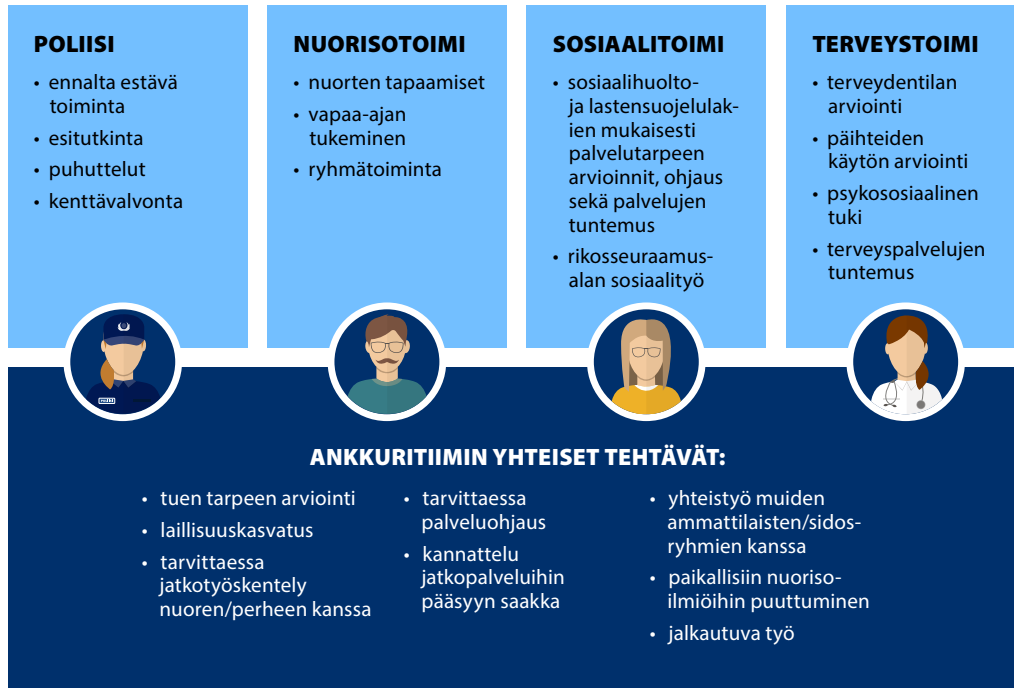 POLIISI
• ennalta estävä
toiminta
• esitutkinta
• puhuttelut
• kenttävalvonta
NUORISOTOIMI
• nuorten tapaamiset
• vapaa-ajan
tukeminen
• ryhmätoiminta
SOSIAALITOIMI
• sosiaalihuolto-
ja lastensuojelulak-
ien mukaisesti
palvelutarpeen
arvioinnit, ohjaus
sekä palvelujen
tuntemus
• rikosseuraamus-
alan sosiaalityö
TERVEYSTOIMI
• terveydentilan
arviointi
• päihteiden
käytön arviointi
• psykososiaalinen
tuki
• terveyspalvelujen
tuntemus
ANKKURITIIMIN YHTEISET TEHTÄVÄT:
• tuen tarpeen arviointi
• laillisuuskasvatus
• tarvittaessa
jatkotyöskentely
nuoren/perheen kanssa
• tarvittaessa
palveluohjaus
• kannattelu
jatkopalveluihin
pääsyyn saakka
• yhteistyö muiden
ammattilaisten/sidos-
ryhmien kanssa
• paikallisiin nuoriso-
ilmiöihin puuttuminen
• jalkautuva työ